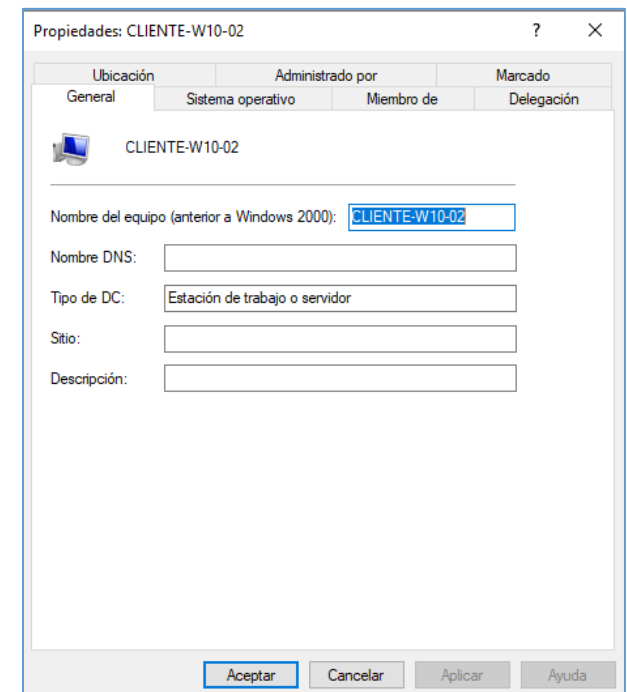 Propiedades: CLIENTE-W10-02 ? ×
Ubicación Administrado por Marcado
General Sistema operativo Miembro de Delegación
CLIENTE-W10-02
Nombre del equipo (anterior a Windows 2000): CLIENTE-W10-02
Nombre DNS:
Tipo de DC: Estación de trabajo o servidor
Sitio:
Descripción:
Aceptar Cancelar Aplicar Ayuda